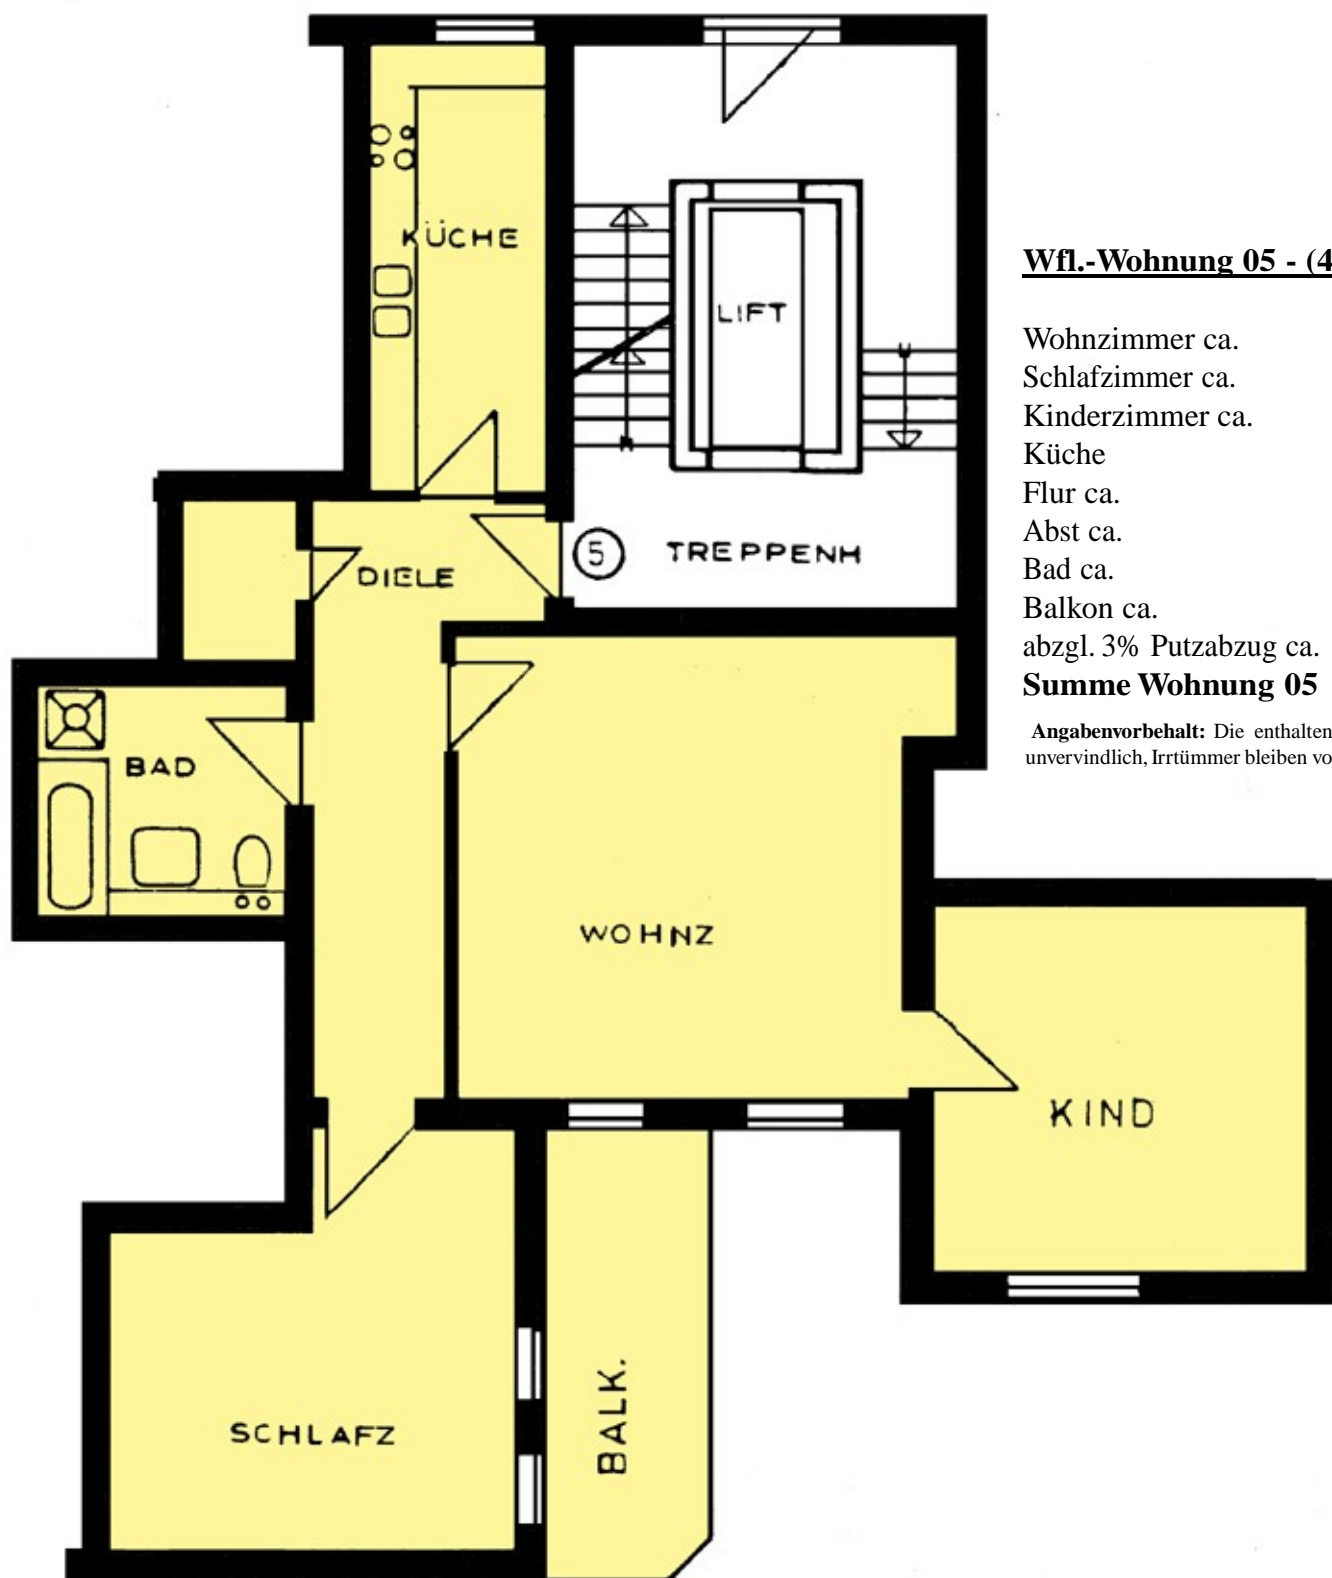 KÜCHE
LIFT
Wfl.-Wohnung 05 - (4
Wohnzimmer ca.
Schlafzimmer ca.
Kinderzimmer ca.
Küche
Flur ca.
Abst ca.
Bad ca.
Balkon ca.
abzgl. 3% Putzabzug ca.
Summe Wohnung 05
Angabenvorbehalt: Die enthalten
unvervindlich, Irrtümmer bleiben vo
5 TREPPENH
DIELE
BAD
WOHNZ
KIND
SCHLAFZ
BALK.